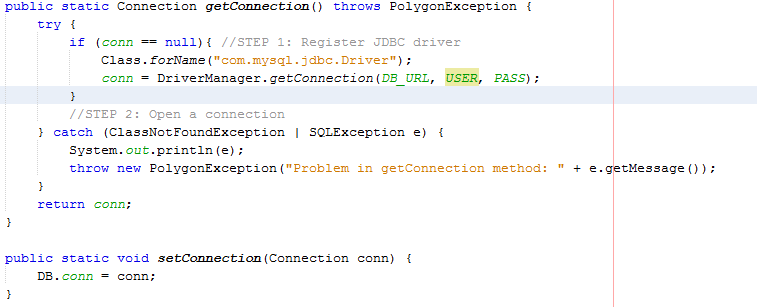 public static Connection getConnection() throws PolygonException {
    try {
        if (conn == null){ //STEP 1: Register JDBC driver
            Class.forName("com.mysql.jdbc.Driver");
            conn = DriverManager.getConnection(DB_URL, USER, PASS);
        }
        //STEP 2: Open a connection
    } catch (ClassNotFoundException | SQLException e) {
        System.out.println(e);
        throw new PolygonException("Problem in getConnection method: " + e.getMessage());
    }
    return conn;
}

public static void setConnection(Connection conn) {
    DB.conn = conn;
}